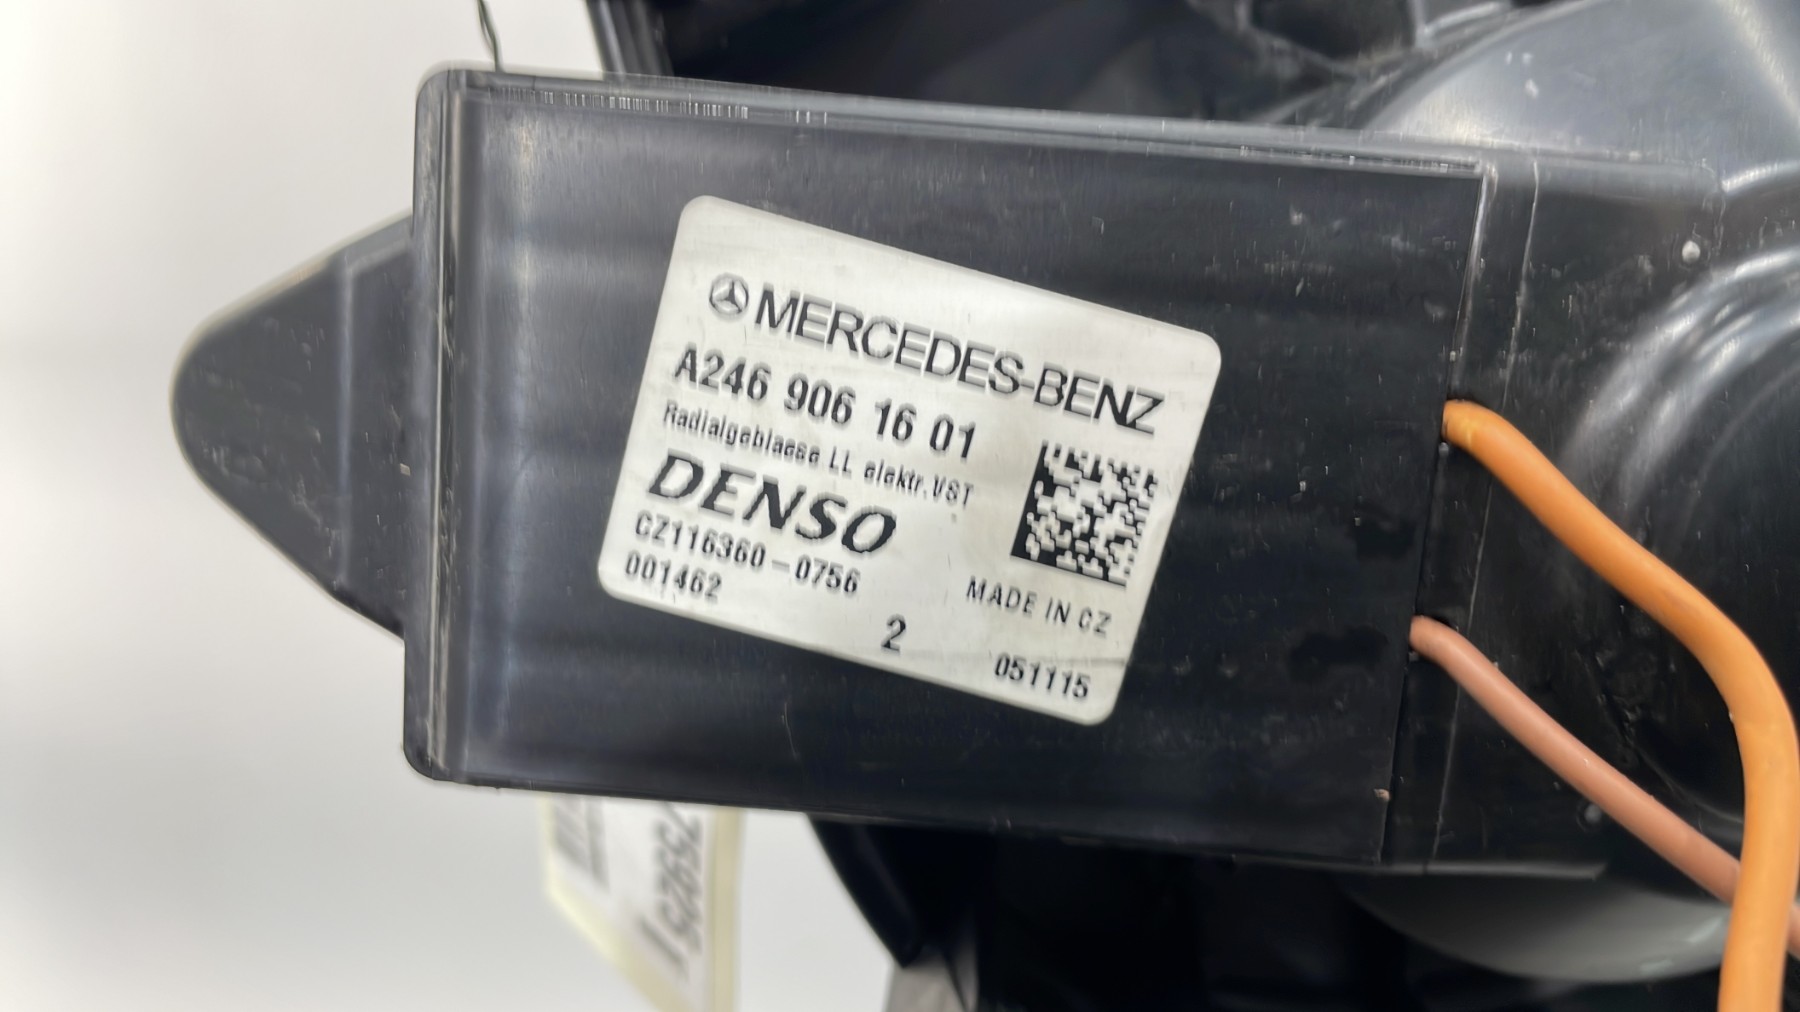 MERCEDES-BENZ
A246 906 16 01
Radialgeblaese LL elektr.VST
DENSO
CZ116360-0756
001462
MADE IN CZ
2
051115